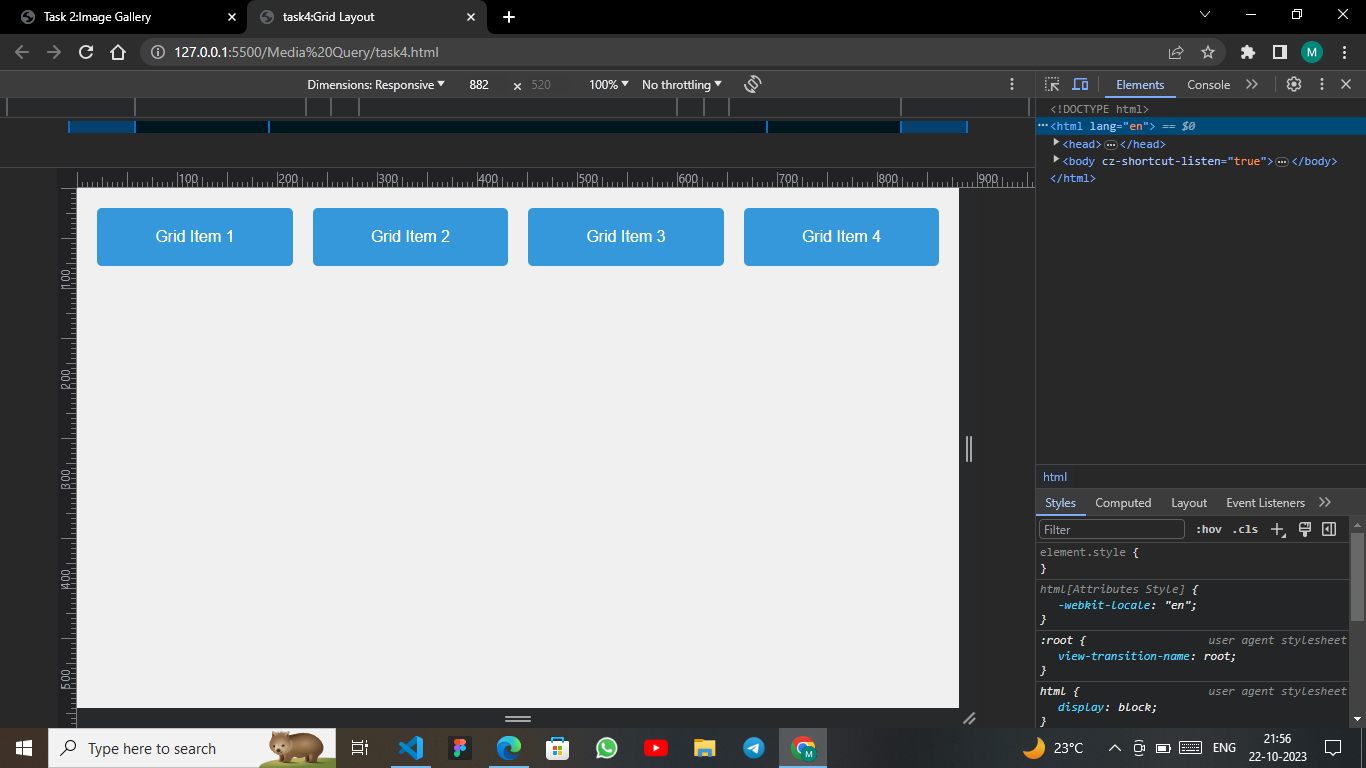 Task 2:Image Gallery
task4:Grid Layout
127.0.0.1:5500/Media%20Query/task4.html
M
Dimensions: Responsive 882 × 520 100% No throttling
Elements Console
<!DOCTYPE html>
<html lang="en"> == $0
<head> … </head>
<body cz-shortcut-listen="true"> … </body>
</html>
100 200 300 400 500 600 700 800 900
100
200
300
400
500
Grid Item 1
Grid Item 2
Grid Item 3
Grid Item 4
html
Styles Computed Layout Event Listeners
Filter :hov .cls
element.style {
}
html[Attributes Style] {
-webkit-locale: "en";
}
:root { user agent stylesheet
view-transition-name: root;
}
html { user agent stylesheet
display: block;
}
Type here to search
M
23°C
ENG
21:56
22-10-2023